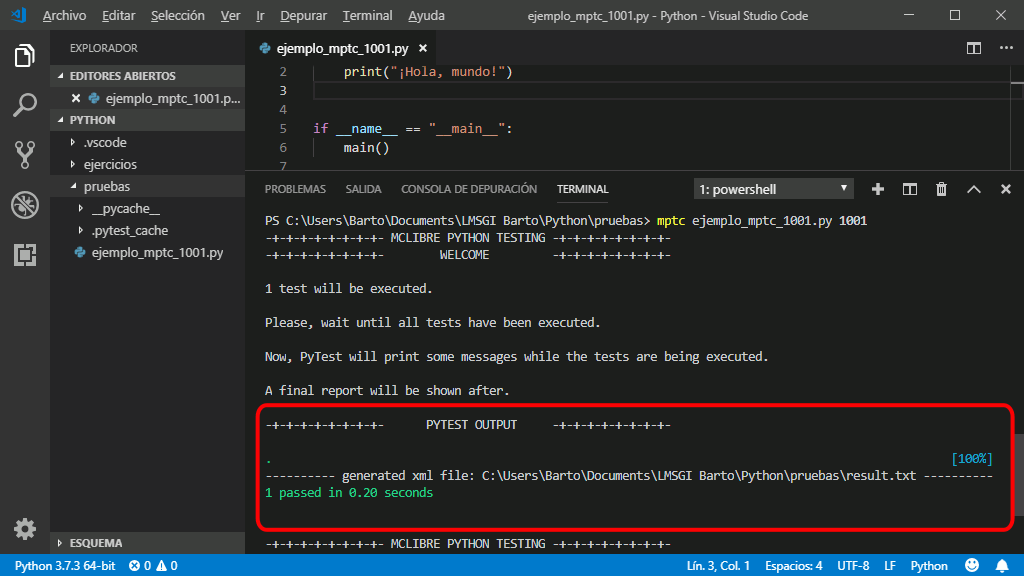 Archivo Editar Selección Ver Ir Depurar Terminal Ayuda ejemplo_mptc_1001.py - Python - Visual Studio Code
EXPLORADOR
EDITORES ABIERTOS
ejemplo_mptc_1001.p...
PYTHON
.vscode
ejercicios
pruebas
__pycache__
.pytest_cache
ejemplo_mptc_1001.py
ESQUEMA
ejemplo_mptc_1001.py
2 print("¡Hola, mundo!")
3
4
5 if __name__ == "__main__":
6 main()
7
PROBLEMAS SALIDA CONSOLA DE DEPURACIÓN TERMINAL 1: powershell
PS C:\Users\Barto\Documents\LMSGI Barto\Python\pruebas> mptc ejemplo_mptc_1001.py 1001
-+-+-+-+-+-+-+-+- MCLIBRE PYTHON TESTING -+-+-+-+-+-+-+-+-
-+-+-+-+-+-+-+-+- WELCOME -+-+-+-+-+-+-+-+-
1 test will be executed.
Please, wait until all tests have been executed.
Now, PyTest will print some messages while the tests are being executed.
A final report will be shown after.
-+-+-+-+-+-+-+-+- PYTEST OUTPUT -+-+-+-+-+-+-+-+-
. [100%]
---------- generated xml file: C:\Users\Barto\Documents\LMSGI Barto\Python\pruebas\result.txt ----------
1 passed in 0.20 seconds
-+-+-+-+-+-+-+-+- MCLIBRE PYTHON TESTING -+-+-+-+-+-+-+-+-
Python 3.7.3 64-bit 0 0 Lín. 3, Col. 1 Espacios: 4 UTF-8 LF Python